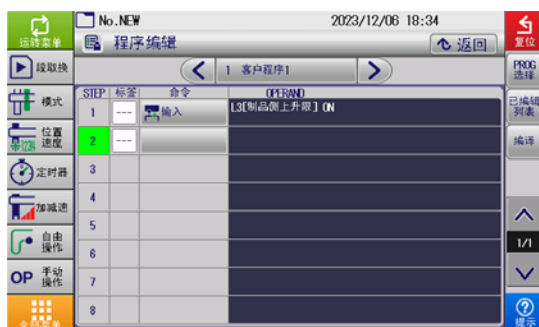 No.NEW 2023/12/06 18:34
运转菜单
程序编辑
返回
复位
段取换
1 客户程序1
PROG
选择
模式
STEP 标签 命令 OPERAND
1 --- 输入 L3[制品侧上升限] ON
已编辑
列表
位置
速度
2 ---
编译
定时器
3
加减速
4
5
自由
操作
6
1/1
OP 手动
操作
7
8
全部菜单
提示